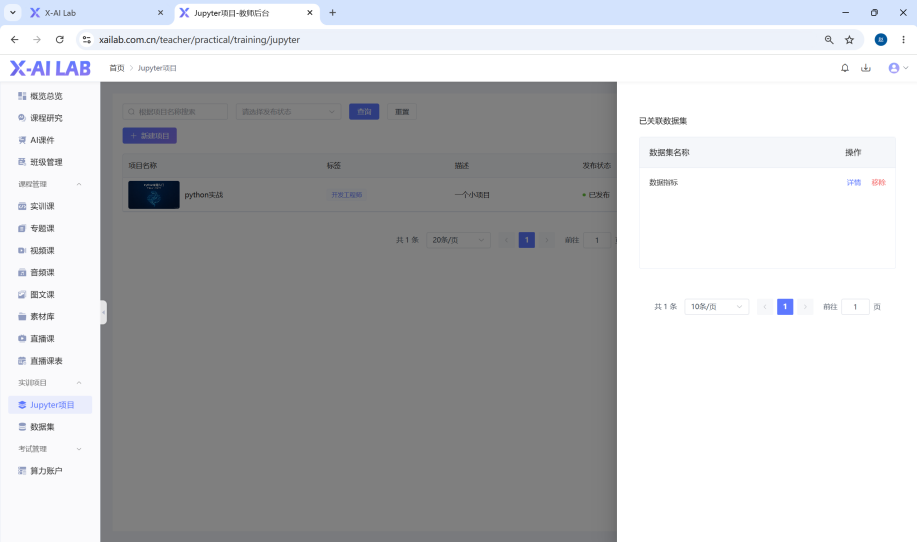 X-AI Lab
Jupyter项目-教师后台
xailab.com.cn/teacher/practical/training/jupyter
X-AI LAB
首页 > Jupyter项目
概览总览
课程研究
AI课件
班级管理
课程管理
实训课
专题课
视频课
音频课
图文课
素材库
直播课
直播课表
实训项目
Jupyter项目
数据集
考试管理
算力账户
根据项目名称搜索
请选择发布状态
查询
重置
+ 新建项目
项目名称 标签 描述 发布状态
python实战 开发工程师 一个小项目 已发布
共 1 条 20条/页 1 前往 1
已关联数据集
数据集名称 操作
数据指标 详情 移除
共 1 条 10条/页 1 前往 1 页